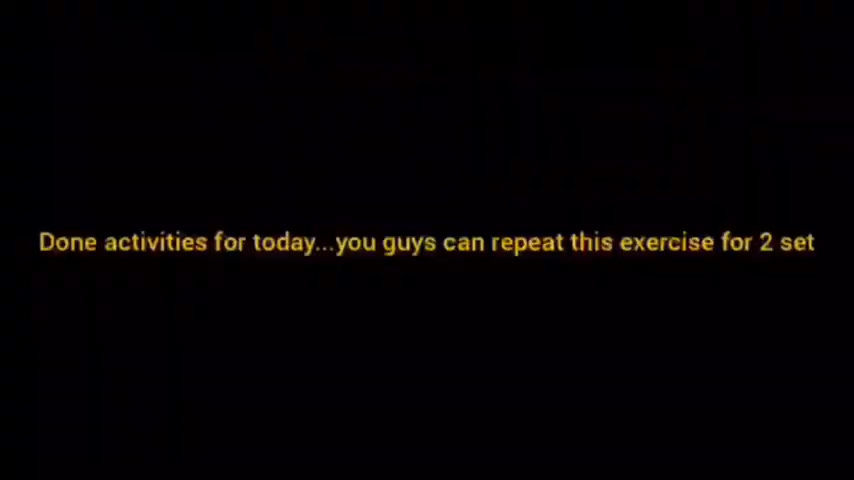 Done activities for today...you guys can repeat this exercise for 2 set